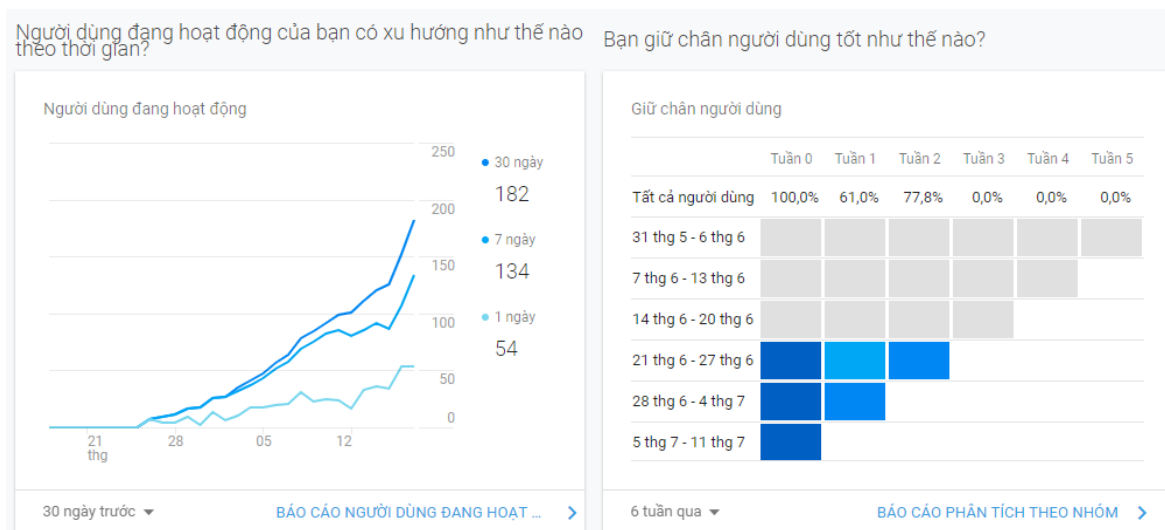 Người dùng đang hoạt động của bạn có xu hướng như thế nào
theo thời gian?
Người dùng đang hoạt động
250
200
150
100
50
0
21
thg
28
05
12
30 ngày
182
7 ngày
134
1 ngày
54
30 ngày trước
BÁO CÁO NGƯỜI DÙNG ĐANG HOẠT ...
Bạn giữ chân người dùng tốt như thế nào?
Giữ chân người dùng
Tuần 0 Tuần 1 Tuần 2 Tuần 3 Tuần 4 Tuần 5
Tất cả người dùng 100,0% 61,0% 77,8% 0,0% 0,0% 0,0%
31 thg 5 - 6 thg 6
7 thg 6 - 13 thg 6
14 thg 6 - 20 thg 6
21 thg 6 - 27 thg 6
28 thg 6 - 4 thg 7
5 thg 7 - 11 thg 7
6 tuần qua
BÁO CÁO PHÂN TÍCH THEO NHÓM